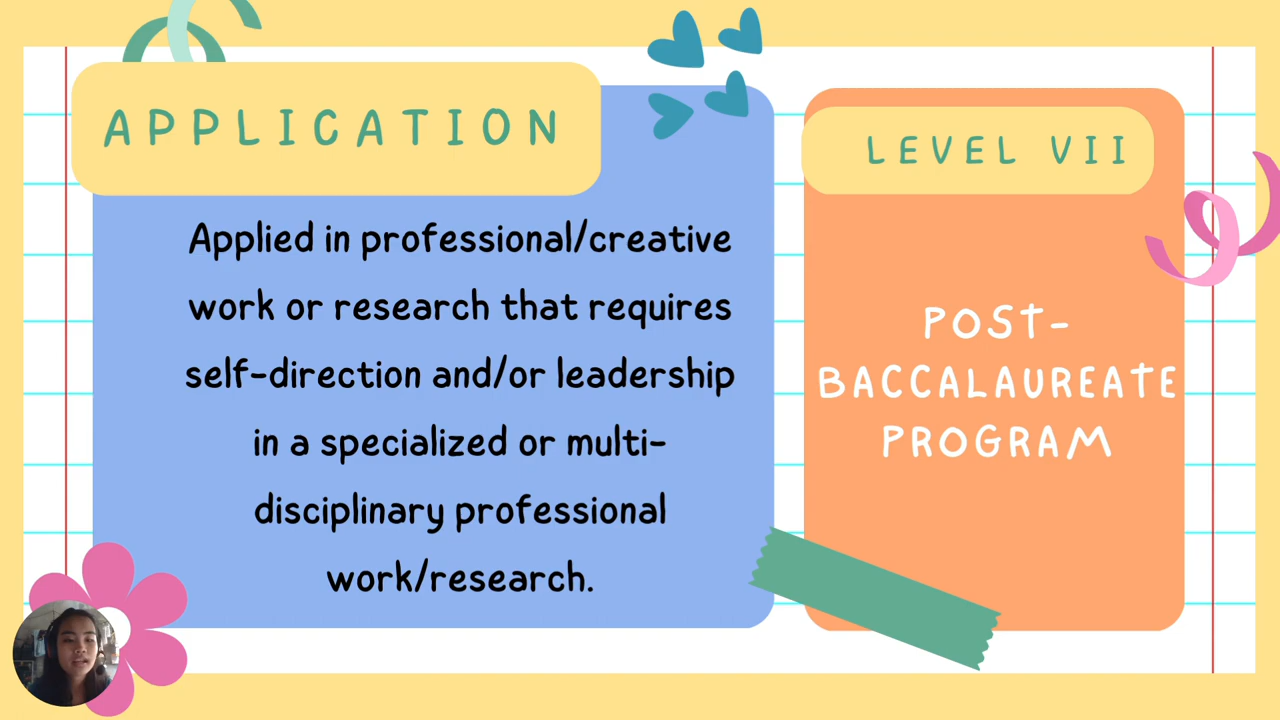 APPLICATION
Applied in professional/creative
work or research that requires
self-direction and/or leadership
in a specialized or multi-
disciplinary professional
work/research.
LEVEL VII
POST-
BACCALAUREATE
PROGRAM